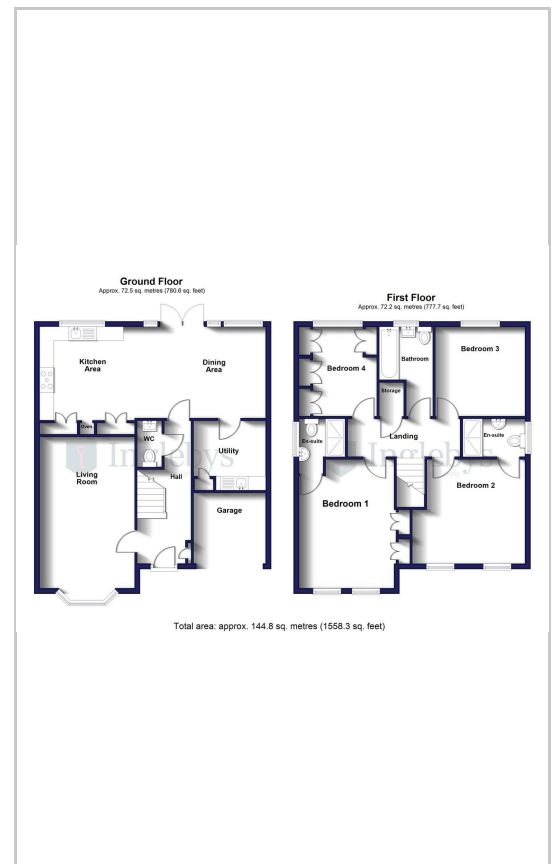 Ground Floor
Approx. 72.5 sq. metres (780.6 sq. feet)
Kitchen
Area
Dining
Area
Oven
WC
Utility
Living
Room
Hall
Garage
First Floor
Approx. 72.2 sq. metres (777.7 sq. feet)
Bedroom 4
Bathroom
Bedroom 3
Storage
En-suite
Landing
En-suite
Bedroom 1
Bedroom 2
Inglebys
Inglebys
Total area: approx. 144.8 sq. metres (1558.3 sq. feet)